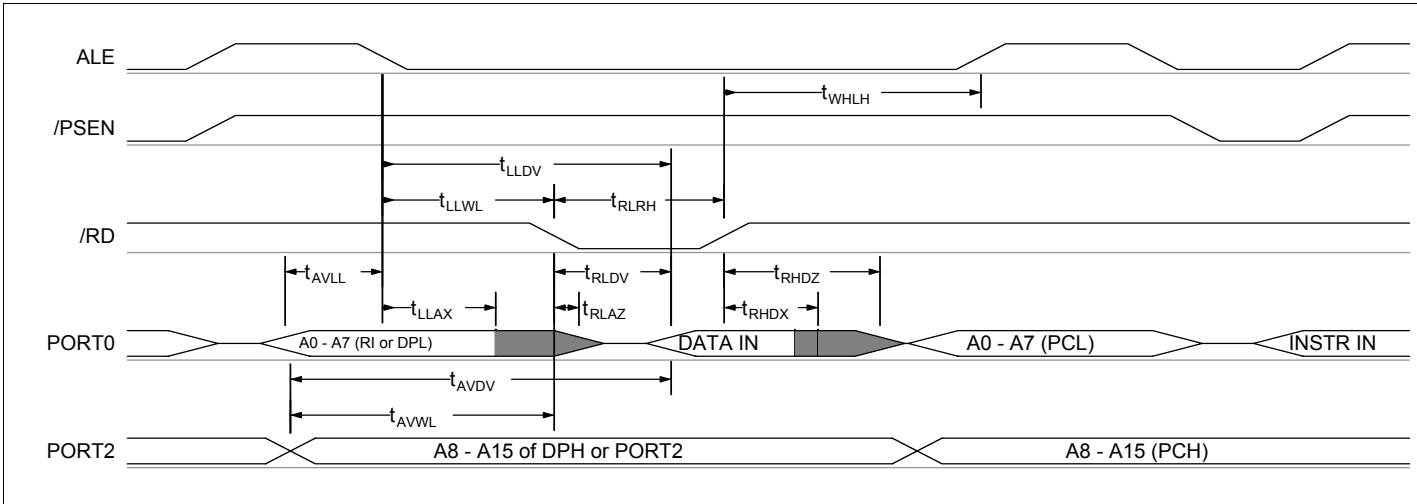 ALE
tWHLH
/PSEN
tLLDV
tLLWL
tRLRH
/RD
tAVLL
tRLDV
tRHDZ
tLLAX
tRLAZ
tRHDX
PORT0
A0 - A7 (RI or DPL)
DATA IN
A0 - A7 (PCL)
INSTR IN
tAVDV
tAVWL
PORT2
A8 - A15 of DPH or PORT2
A8 - A15 (PCH)